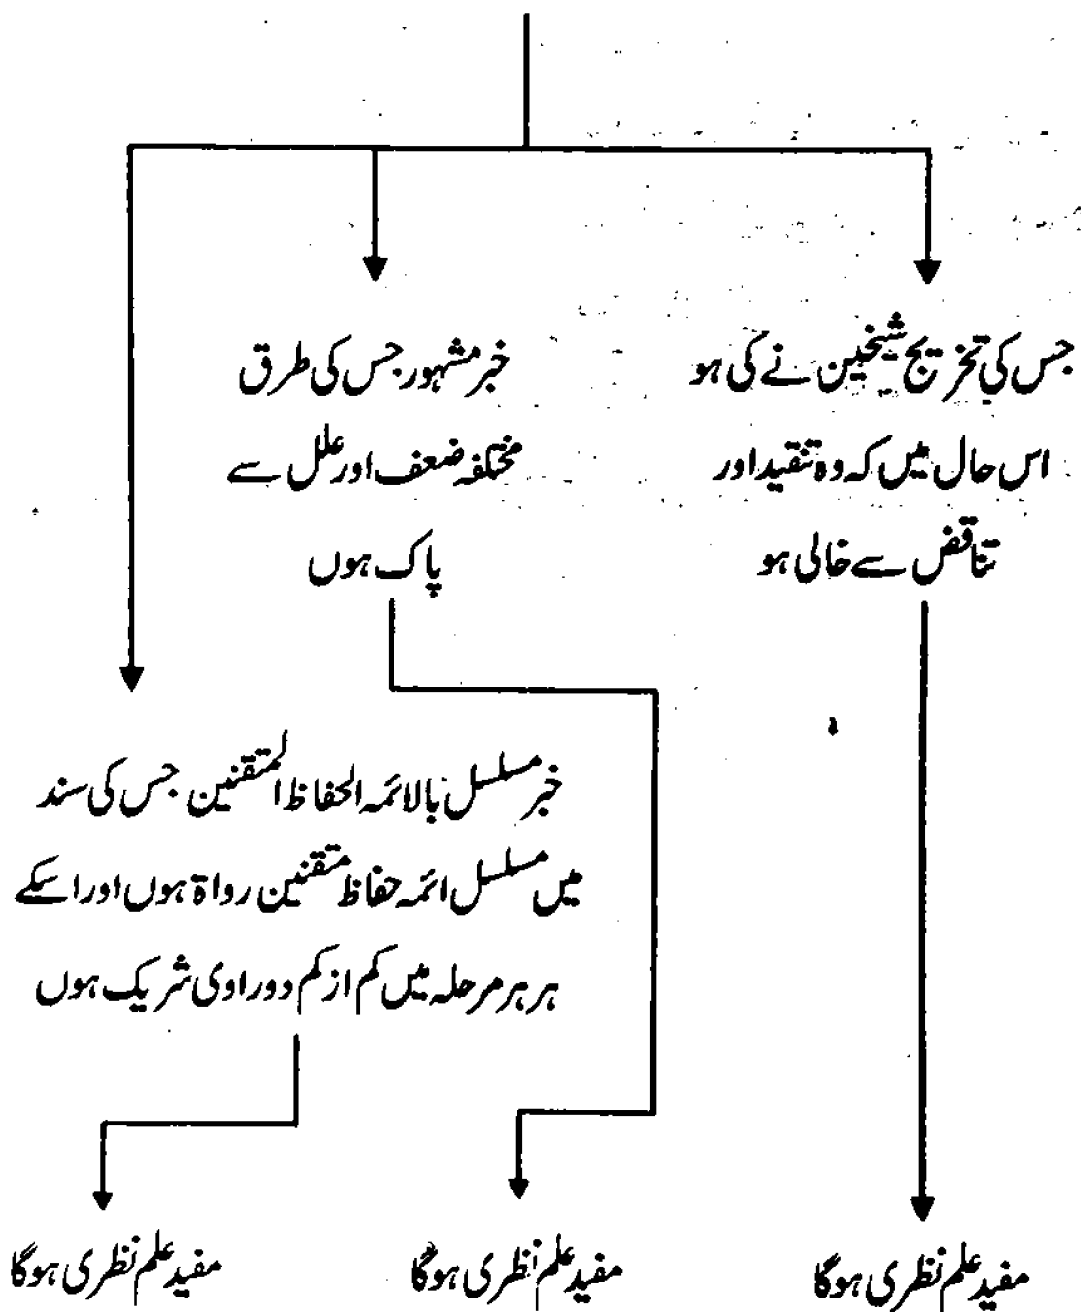 جس کی تخریج شیخین نے کی ہو
اس حال میں کہ وہ تنقید اور
تناقض سے خالی ہو
خبر مشہور جس کی طرق
مختلفہ ضعف اور علل سے
پاک ہوں
خبر مسلسل بالائمہ الحفاظ المتقنین جس کی سند
میں مسلسل ائمہ حفاظ متقنین رواۃ ہوں اور اسکے
ہر ہر مرحلہ میں کم از کم دو راوی شریک ہوں
مفید علم نظری ہوگا
مفید علم نظری ہوگا
مفید علم نظری ہوگا